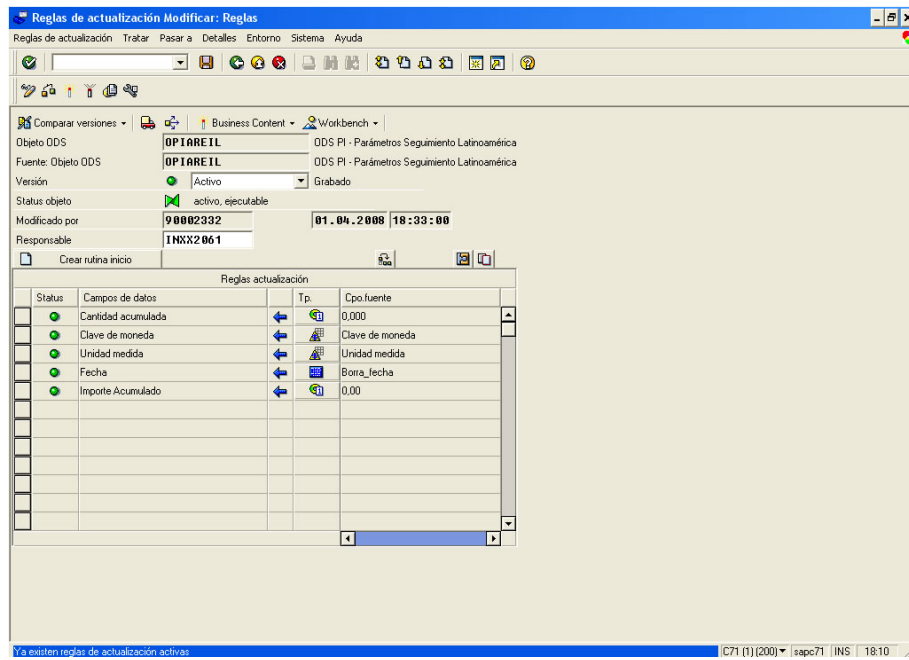 Reglas de actualización Modificar: Reglas
Reglas de actualización Tratar Pasar a Detalles Entorno Sistema Ayuda
Comparar versiones Business Content Workbench
Objeto ODS OPIAREIL ODS PI - Parámetros Seguimiento Latinoamérica
Fuente: Objeto ODS OPIAREIL ODS PI - Parámetros Seguimiento Latinoamérica
Versión Activo Grabado
Status objeto activo, ejecutable
Modificado por 90002332 01.04.2008 18:33:00
Responsable INXX2061
Crear rutina inicio
Reglas actualización
Status Campos de datos Tp. Cpo.fuente
Cantidad acumulada 0,000
Clave de moneda Clave de moneda
Unidad medida Unidad medida
Fecha Borra_fecha
Importe Acumulado 0,00
Ya existen reglas de actualización activas C71 (1) (200) sapc71 INS 18:10